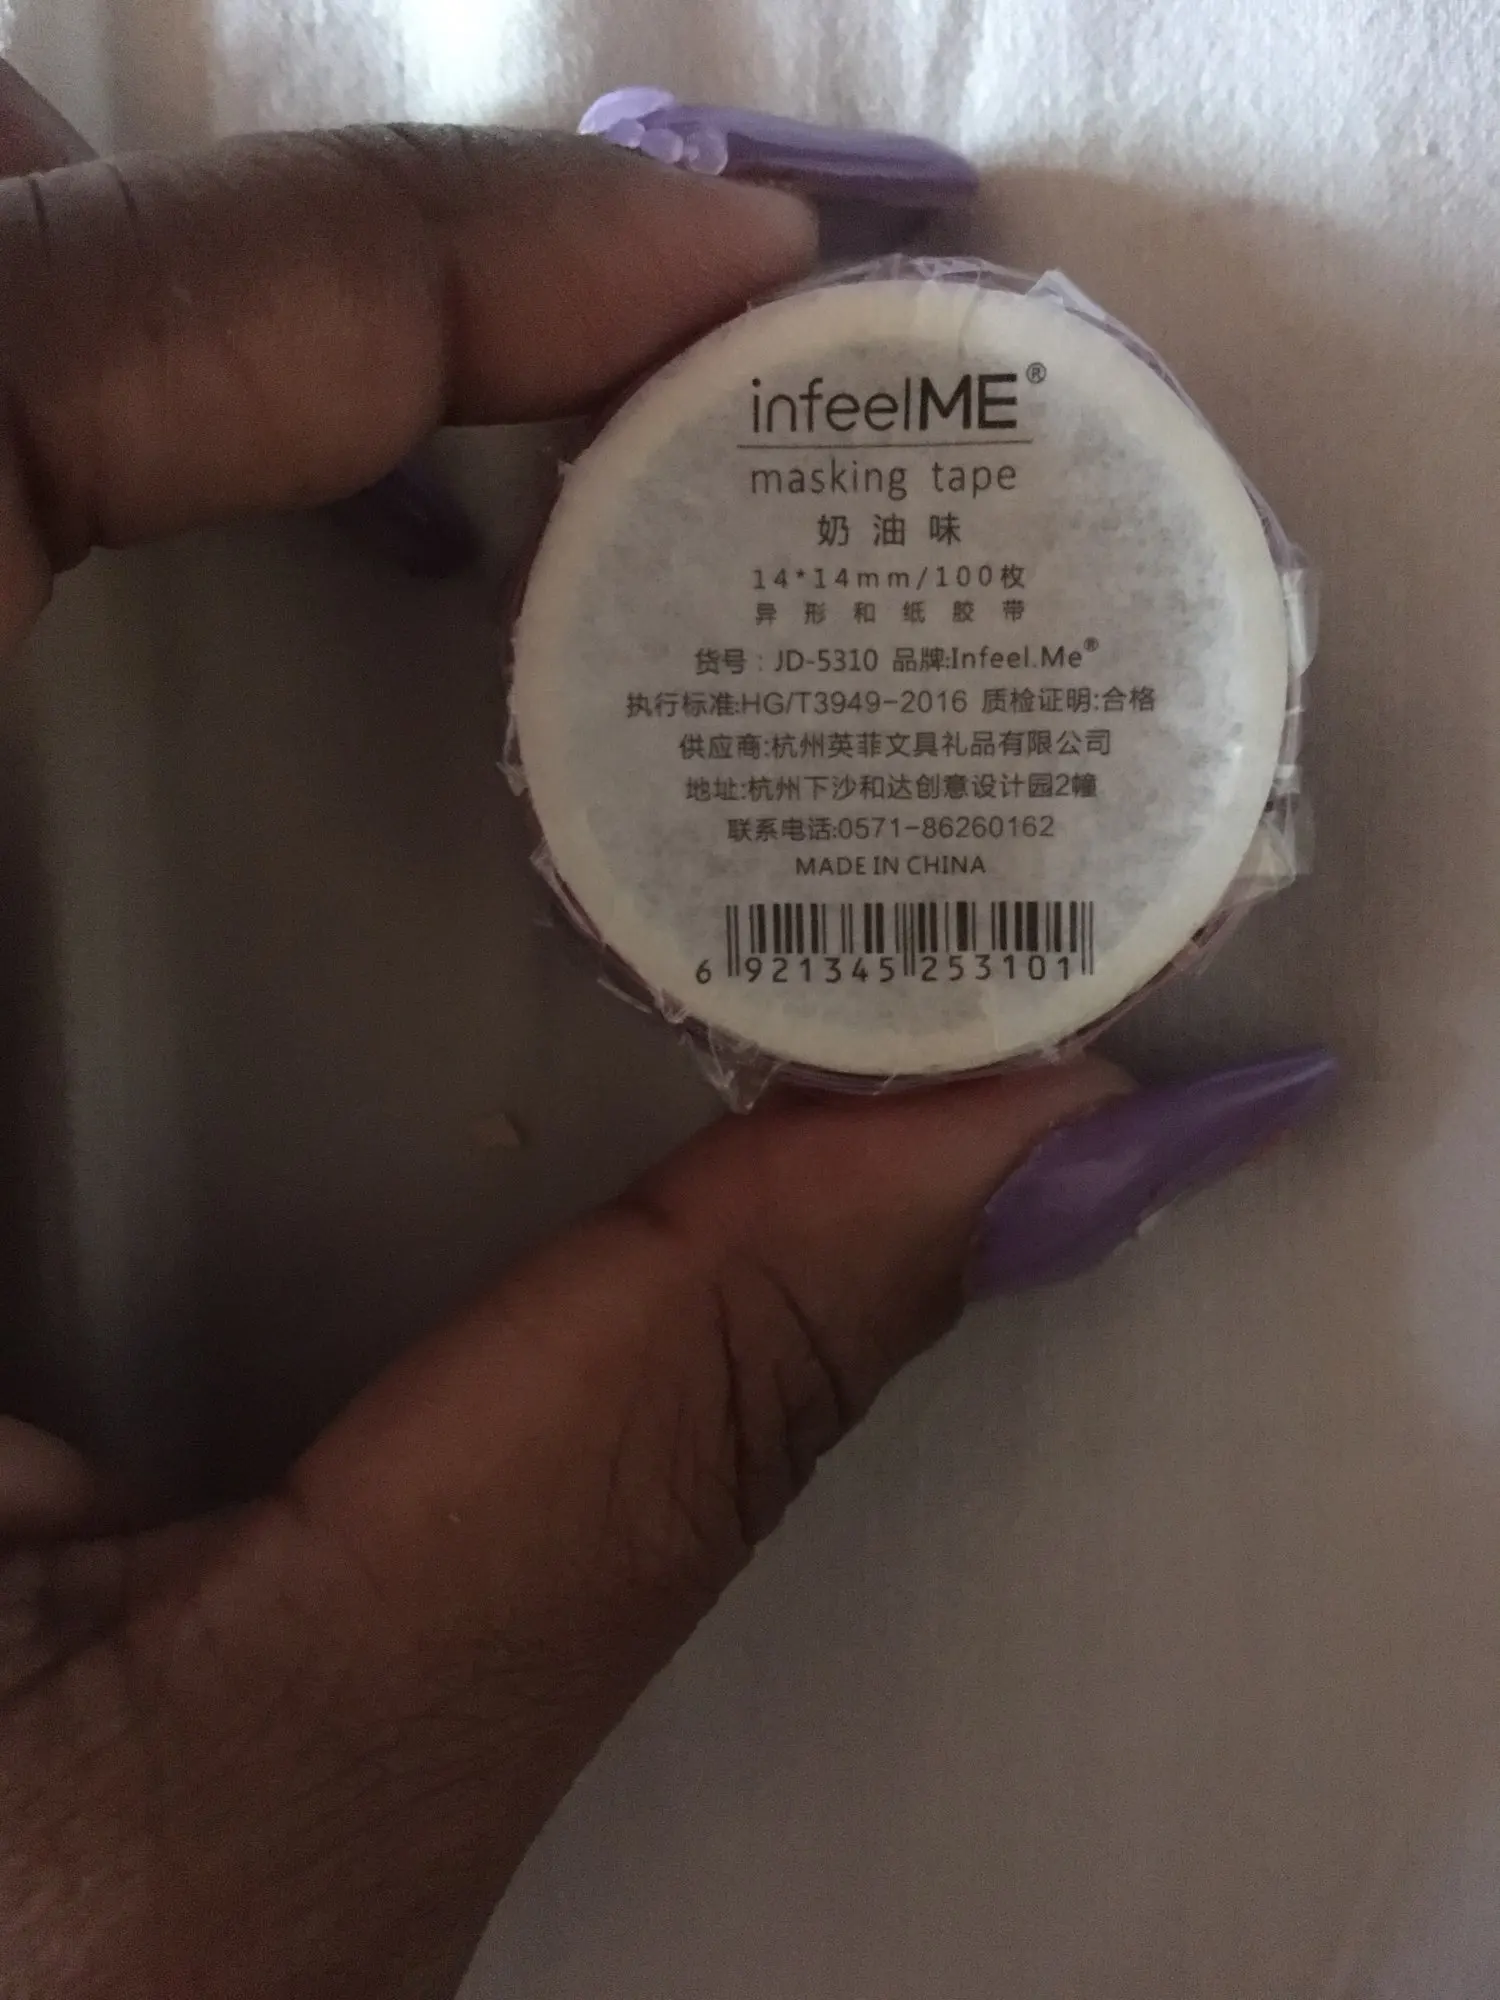 infeelME®
masking tape
奶油味
14*14mm/100枚
异形和纸胶带
货号：JD-5310 品牌:Infeel.Me®
执行标准:HG/T3949-2016 质检证明:合格
供应商:杭州英菲文具礼品有限公司
地址:杭州下沙和达创意设计园2幢
联系电话:0571-86260162
MADE IN CHINA
6 921345 253101